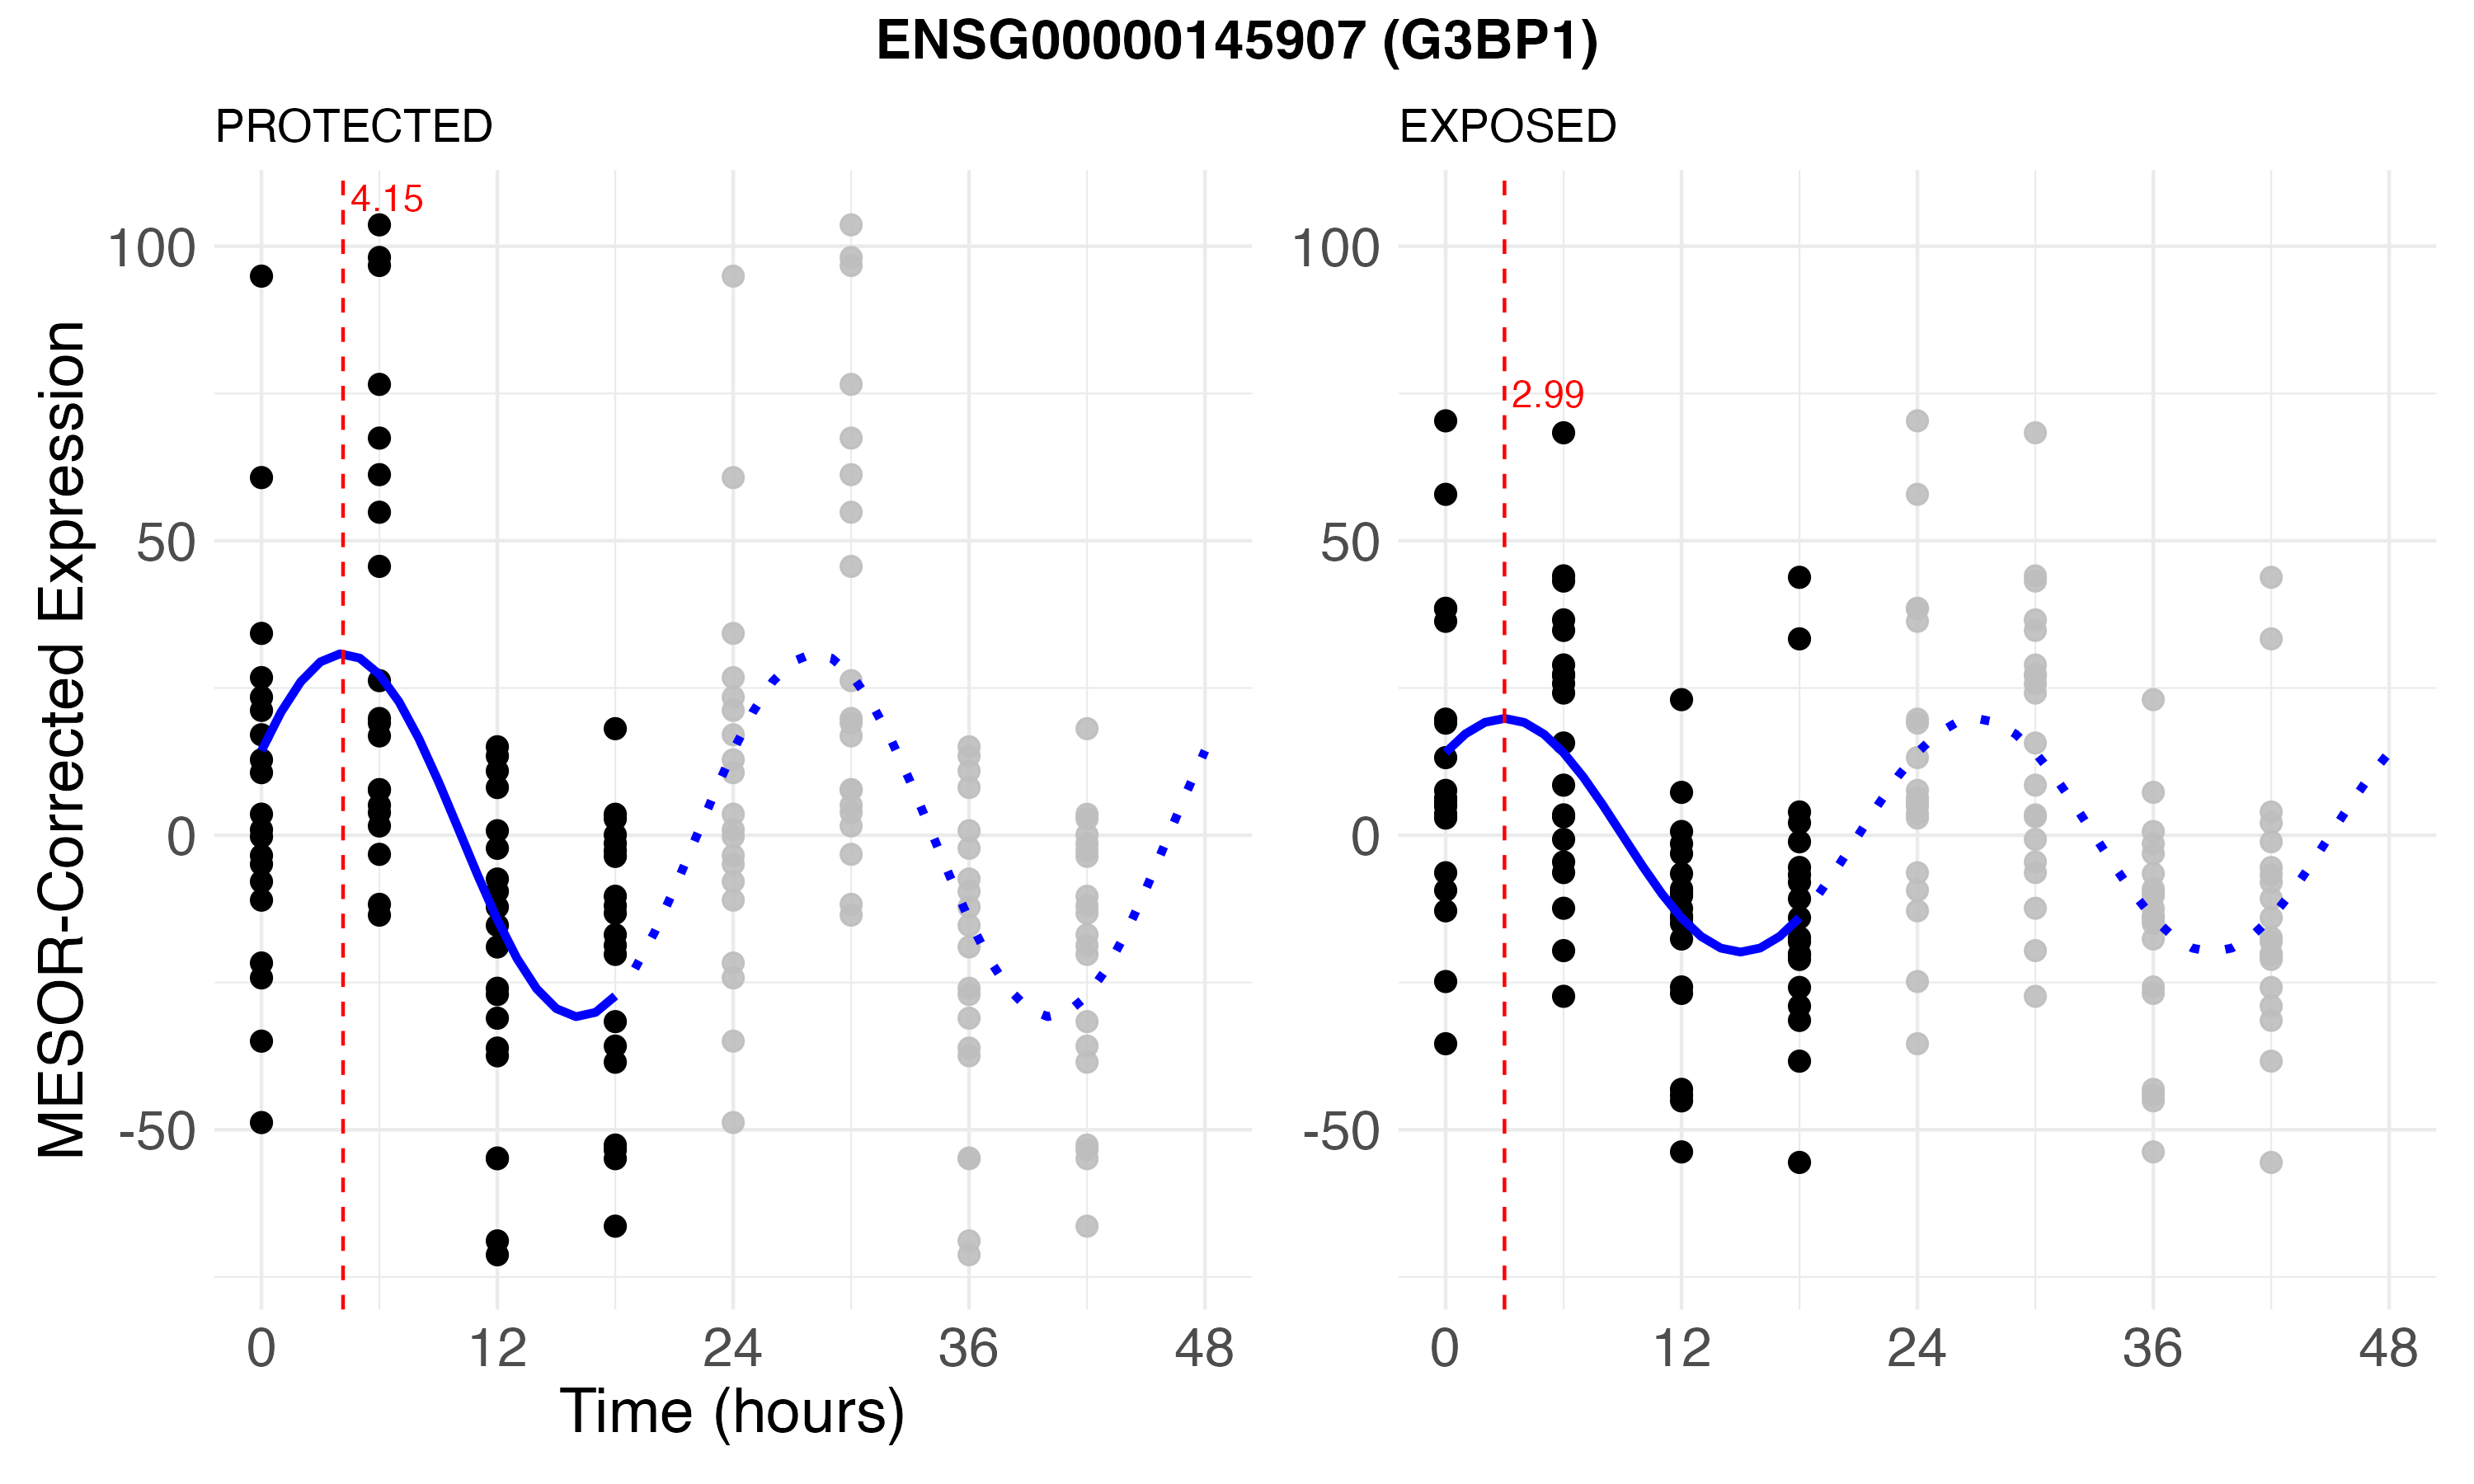 ENSG00000145907 (G3BP1)
PROTECTED
EXPOSED
MESOR-Corrected Expression
4.15
2.99
100
50
0
-50
100
50
0
-50
0 12 24 36 48
0 12 24 36 48
Time (hours)